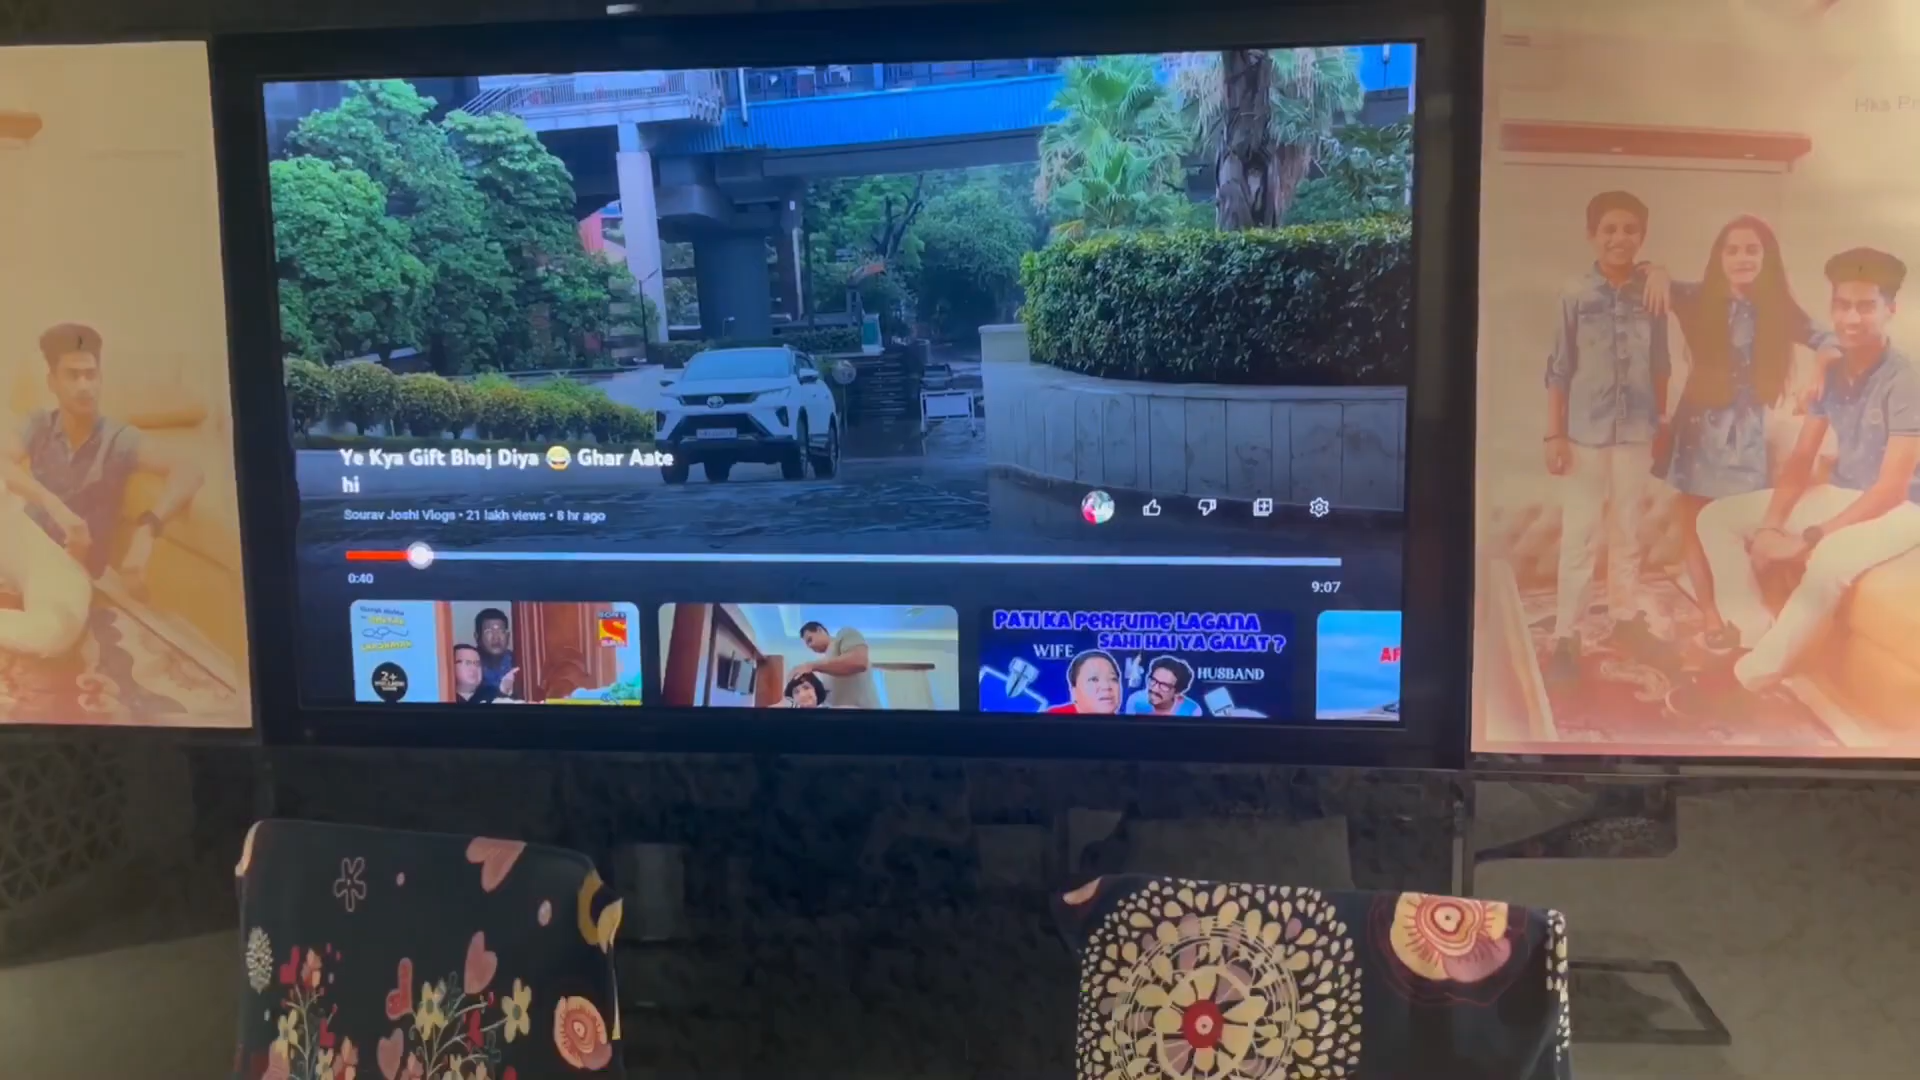 Ye Kya Gift Bhej Diya 😂 Ghar Aate
hi
Sourav Joshi Vlogs • 21 lakh views • 8 hr ago
0:40
9:07
2+
PATI KA PERFUME LAGANA
SAHI HAI YA GALAT ?
WIFE
HUSBAND